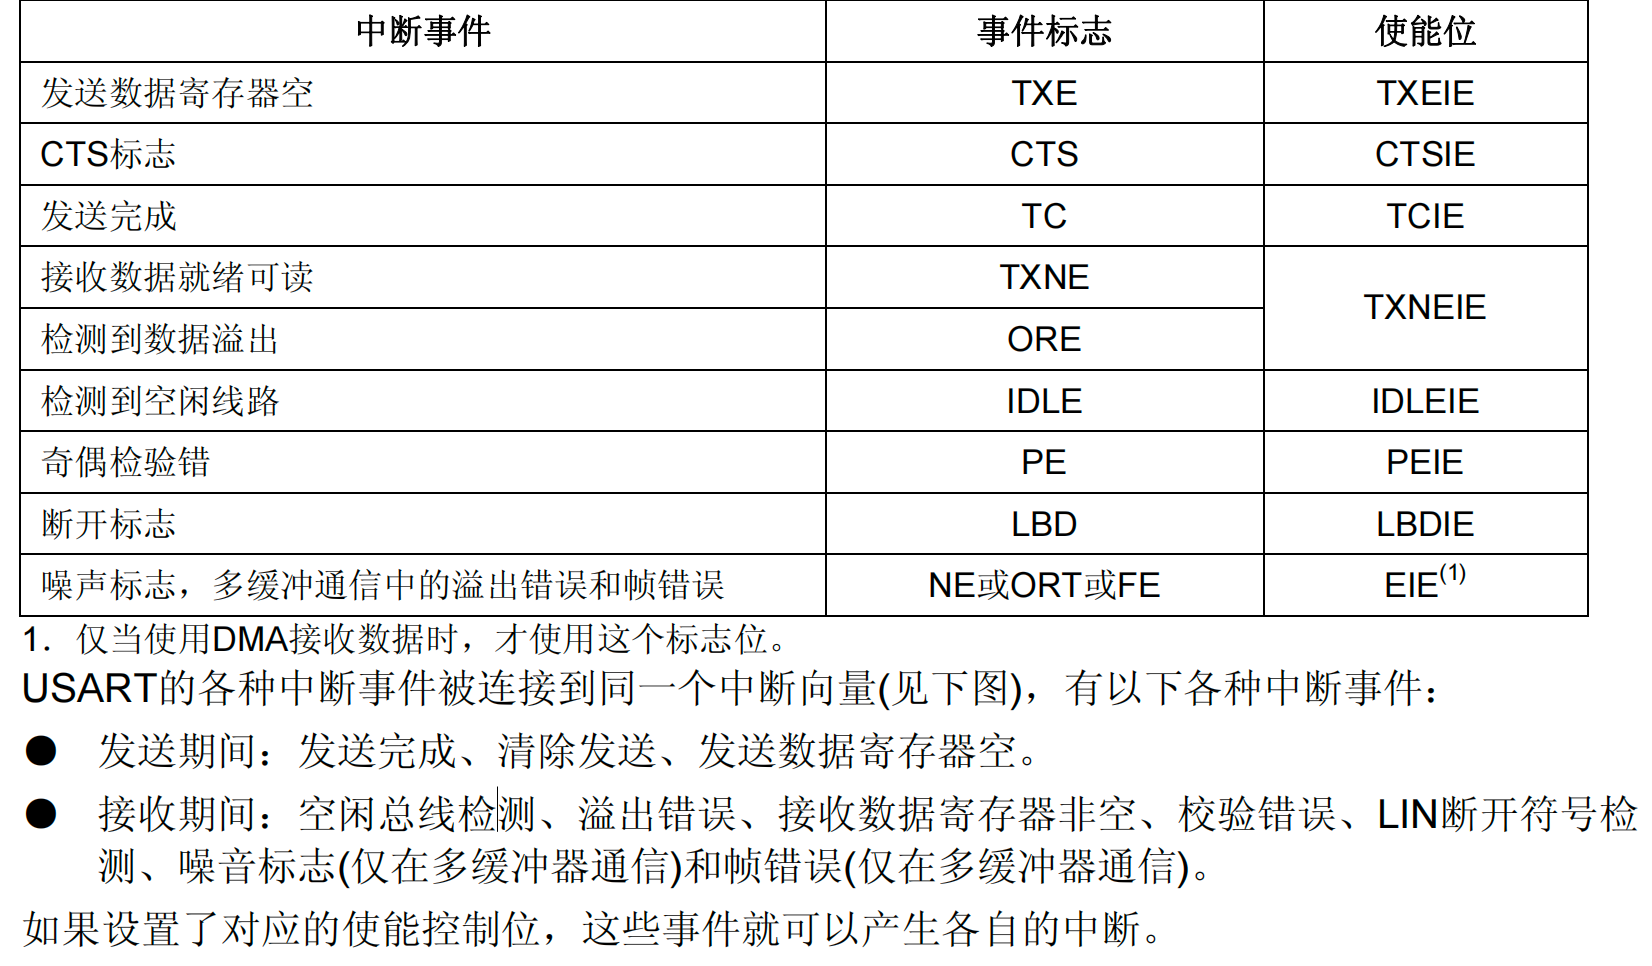 中断事件 事件标志 使能位
发送数据寄存器空 TXE TXEIE
CTS标志 CTS CTSIE
发送完成 TC TCIE
接收数据就绪可读 TXNE TXNEIE
检测到数据溢出 ORE
检测到空闲线路 IDLE IDLEIE
奇偶检验错 PE PEIE
断开标志 LBD LBDIE
噪声标志，多缓冲通信中的溢出错误和帧错误 NE或ORT或FE EIE(1)
1. 仅当使用DMA接收数据时，才使用这个标志位。
USART的各种中断事件被连接到同一个中断向量(见下图)，有以下各种中断事件：
● 发送期间：发送完成、清除发送、发送数据寄存器空。
● 接收期间：空闲总线检测、溢出错误、接收数据寄存器非空、校验错误、LIN断开符号检
测、噪音标志(仅在多缓冲器通信)和帧错误(仅在多缓冲器通信)。
如果设置了对应的使能控制位，这些事件就可以产生各自的中断。